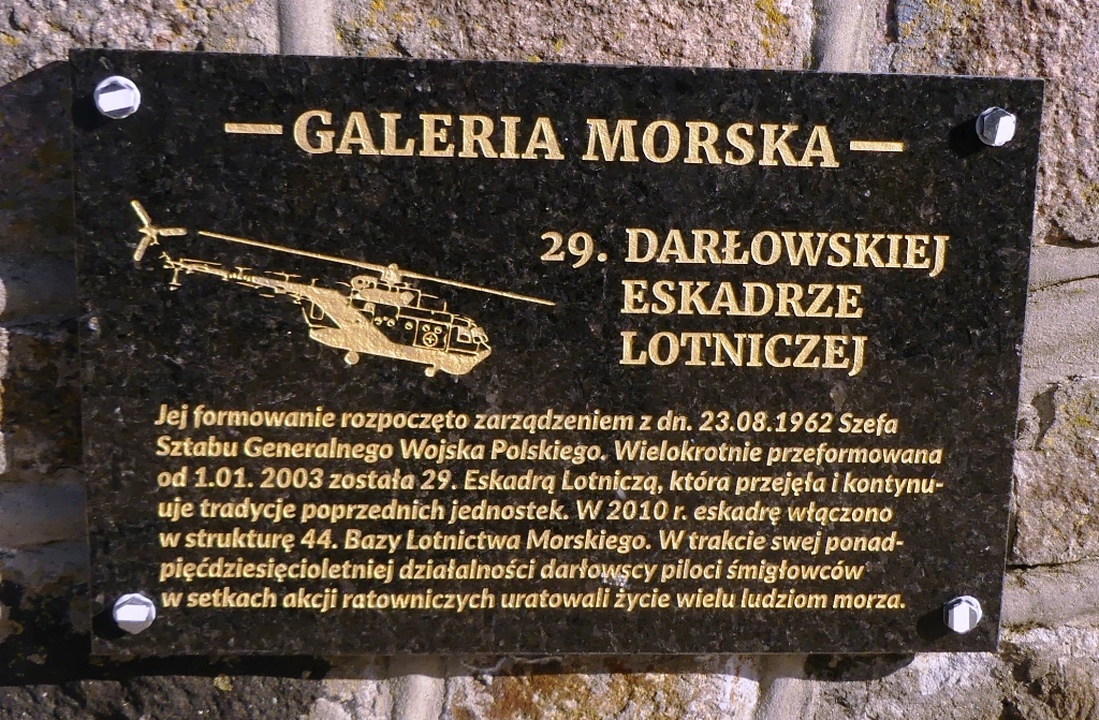 GALERIA MORSKA
29. DARŁOWSKIEJ
ESKADRZE
LOTNICZEJ
Jej formowanie rozpoczęto zarządzeniem z dn. 23.08.1962 Szefa
Sztabu Generalnego Wojska Polskiego. Wielokrotnie przeformowana
od 1.01. 2003 została 29. Eskadrą Lotniczą, która przejęła i kontynu-
uje tradycje poprzednich jednostek. W 2010 r. eskadrę włączono
w strukturę 44. Bazy Lotnictwa Morskiego. W trakcie swej ponad-
pięćdziesięcioletniej działalności darłowscy piloci śmigłowców
w setkach akcji ratowniczych uratowali życie wielu ludziom morza.